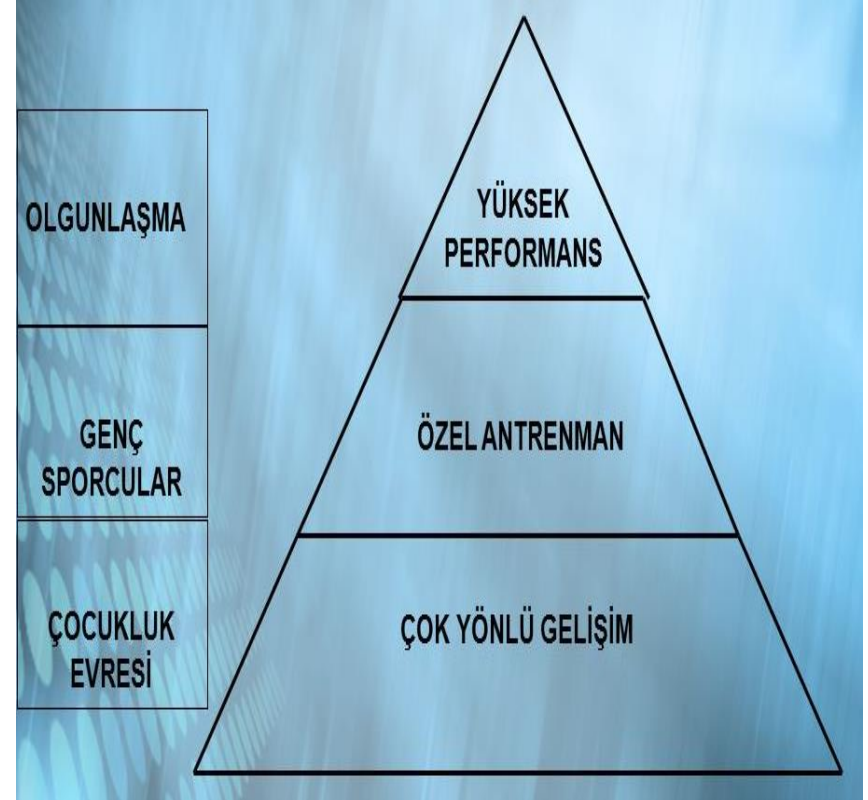 OLGUNLAŞMA
GENÇ
SPORCULAR
ÇOCUKLUK
EVRESİ
YÜKSEK
PERFORMANS
ÖZEL ANTRENMAN
ÇOK YÖNLÜ GELİŞİM